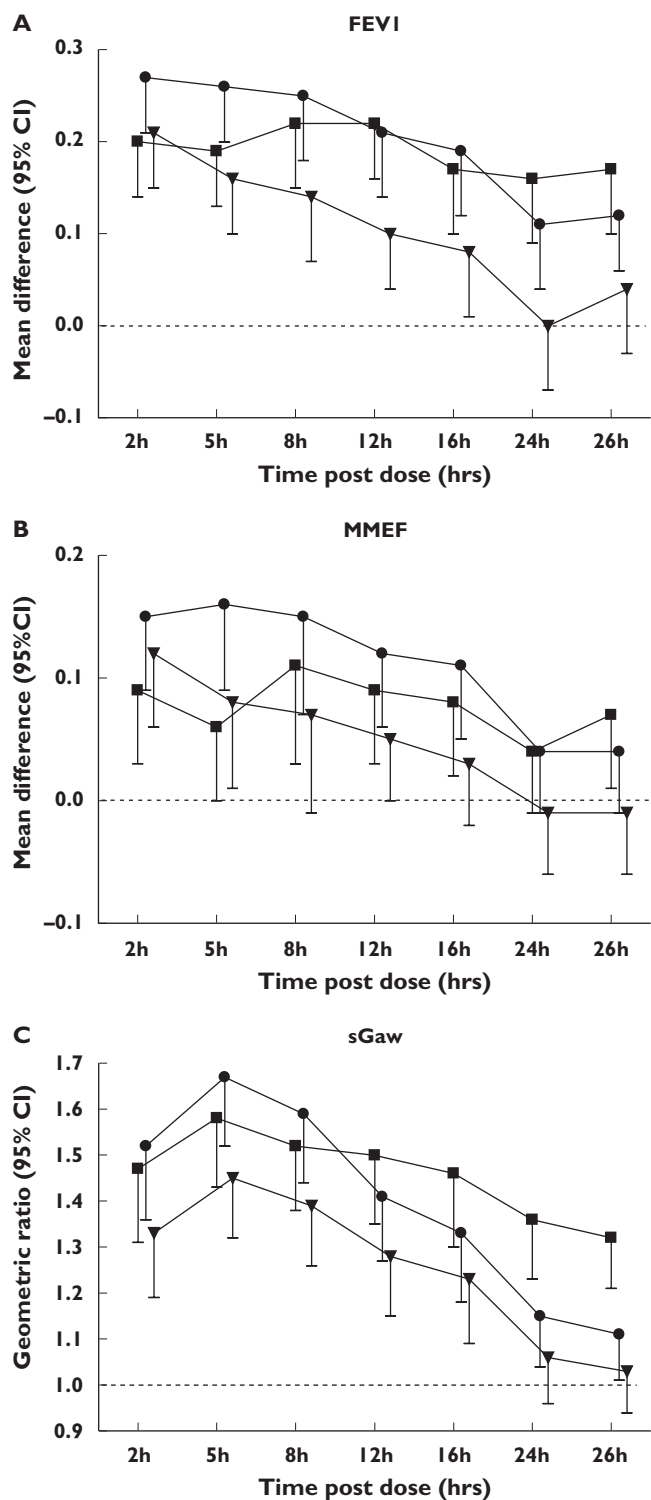 A
FEV1
0.3
0.2
0.1
0.0
–0.1
Mean difference (95% CI)
2h 5h 8h 12h 16h 24h 26h
Time post dose (hrs)
B
MMEF
0.2
0.1
0.0
–0.1
Mean difference (95%CI)
2h 5h 8h 12h 16h 24h 26h
Time post dose (hrs)
C
sGaw
1.7
1.6
1.5
1.4
1.3
1.2
1.1
1.0
0.9
Geometric ratio (95% CI)
2h 5h 8h 12h 16h 24h 26h
Time post dose (hrs)